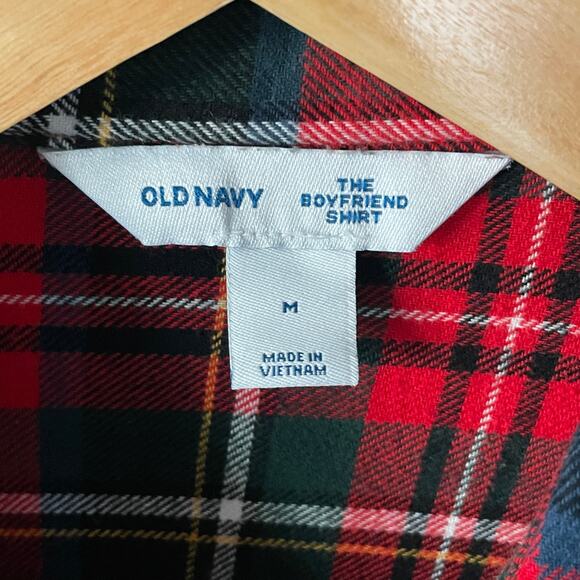 OLD NAVY
THE
BOYFRIEND
SHIRT
M
MADE IN
VIETNAM